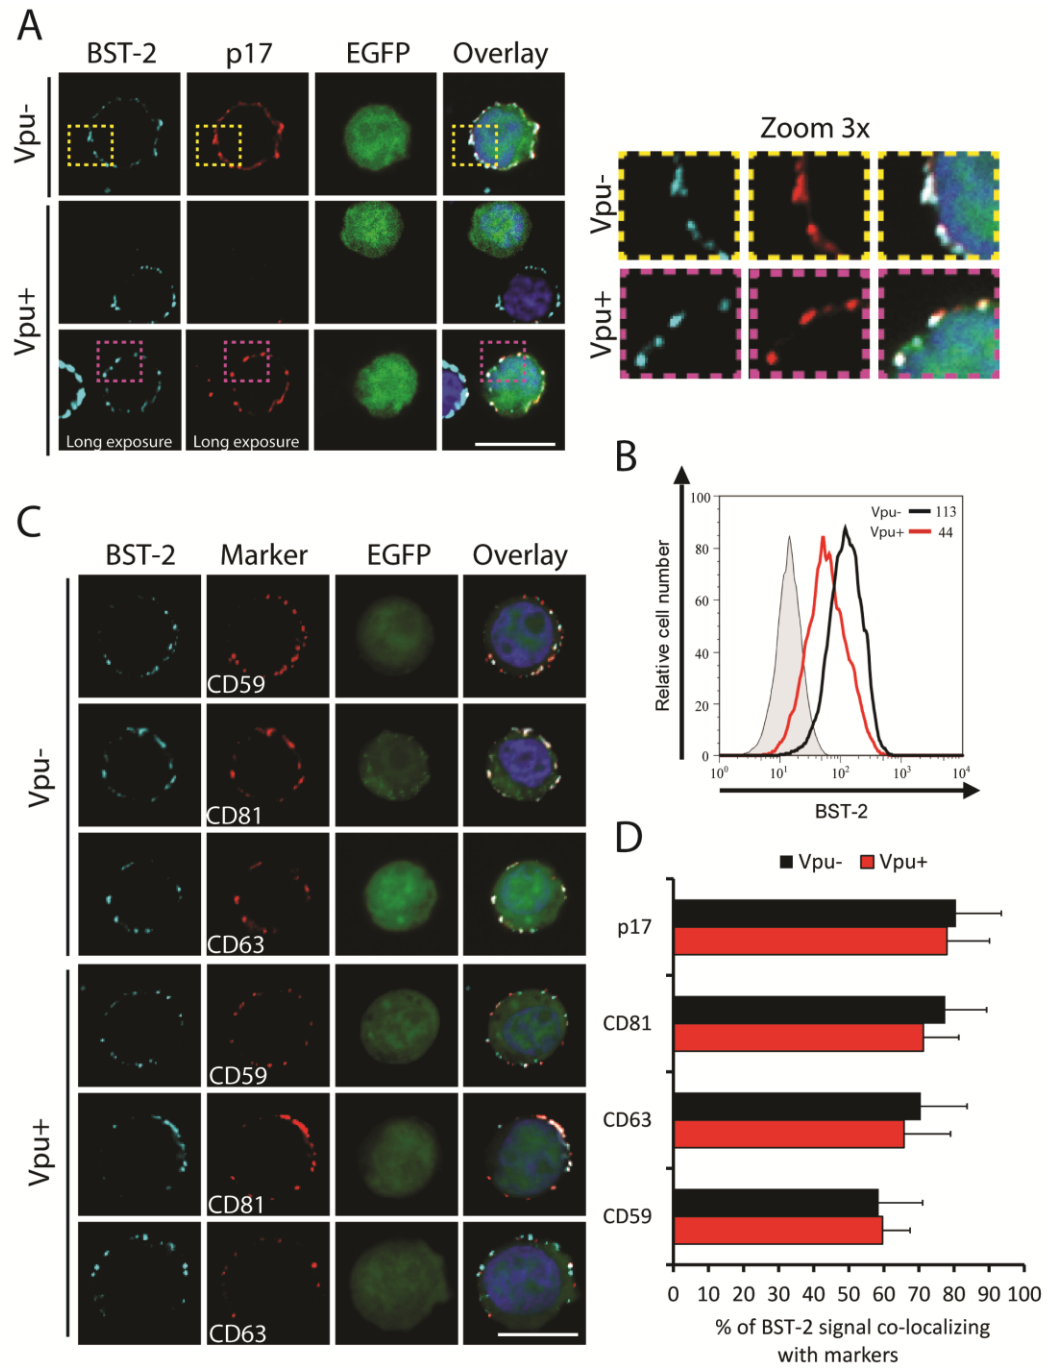 A
BST-2 p17 EGFP Overlay
Vpu-
Vpu+
Long exposure Long exposure
Zoom 3x
Vpu-
Vpu+
B
100
80
60
40
20
0
Relative cell number
Vpu- 113
Vpu+ 44
10⁰ 10¹ 10² 10³ 10⁴
BST-2
C
BST-2 Marker EGFP Overlay
Vpu-
CD59
CD81
CD63
Vpu+
CD59
CD81
CD63
D
Vpu- Vpu+
p17
CD81
CD63
CD59
0 10 20 30 40 50 60 70 80 90 100
% of BST-2 signal co-localizing
with markers